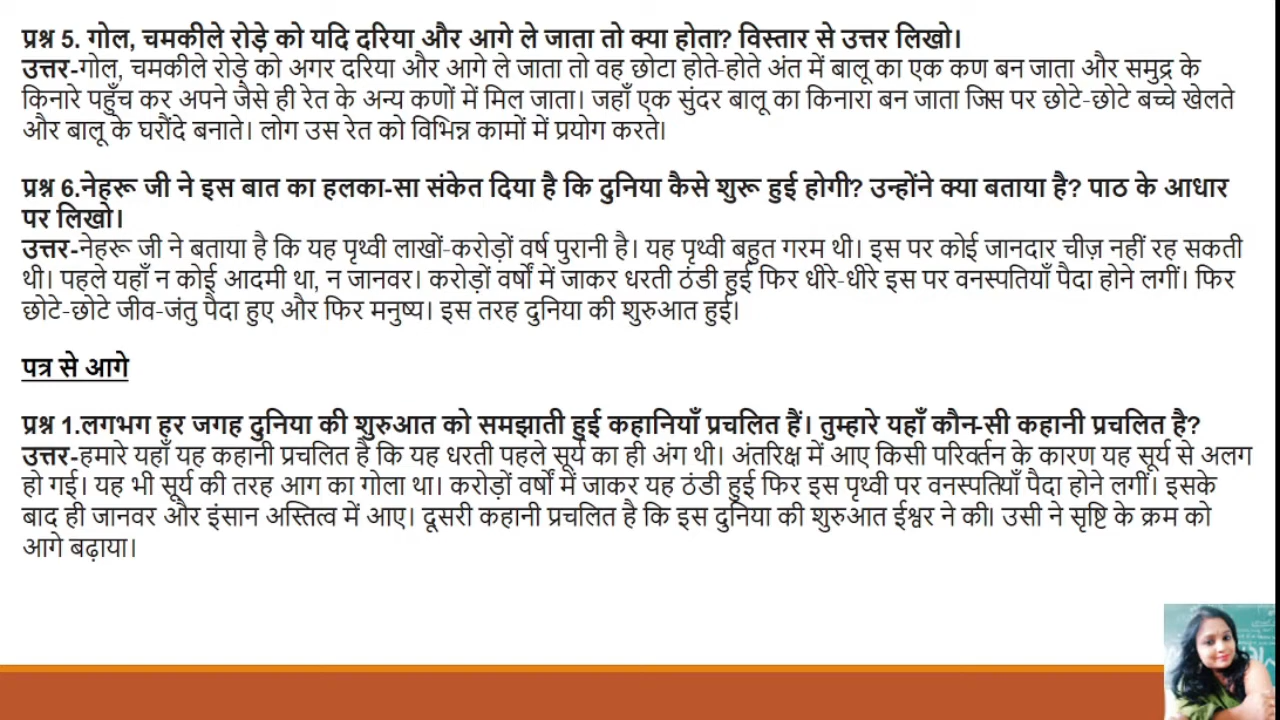 प्रश्न 5. गोल, चमकीले रोड़े को यदि दरिया और आगे ले जाता तो क्या होता? विस्तार से उत्तर लिखो।
उत्तर-गोल, चमकीले रोड़े को अगर दरिया और आगे ले जाता तो वह छोटा होते-होते अंत में बालू का एक कण बन जाता और समुद्र के
किनारे पहुँच कर अपने जैसे ही रेत के अन्य कणों में मिल जाता। जहाँ एक सुंदर बालू का किनारा बन जाता जिस पर छोटे-छोटे बच्चे खेलते
और बालू के घरौंदे बनाते। लोग उस रेत को विभिन्न कामों में प्रयोग करते।
प्रश्न 6.नेहरू जी ने इस बात का हलका-सा संकेत दिया है कि दुनिया कैसे शुरू हुई होगी? उन्होंने क्या बताया है? पाठ के आधार
पर लिखो।
उत्तर-नेहरू जी ने बताया है कि यह पृथ्वी लाखों-करोड़ों वर्ष पुरानी है। यह पृथ्वी बहुत गरम थी। इस पर कोई जानदार चीज़ नहीं रह सकती
थी। पहले यहाँ न कोई आदमी था, न जानवर। करोड़ों वर्षों में जाकर धरती ठंडी हुई फिर धीरे-धीरे इस पर वनस्पतियाँ पैदा होने लगीं। फिर
छोटे-छोटे जीव-जंतु पैदा हुए और फिर मनुष्य। इस तरह दुनिया की शुरुआत हुई।
पत्र से आगे
प्रश्न 1.लगभग हर जगह दुनिया की शुरुआत को समझाती हुई कहानियाँ प्रचलित हैं। तुम्हारे यहाँ कौन-सी कहानी प्रचलित है?
उत्तर-हमारे यहाँ यह कहानी प्रचलित है कि यह धरती पहले सूर्य का ही अंग थी। अंतरिक्ष में आए किसी परिवर्तन के कारण यह सूर्य से अलग
हो गई। यह भी सूर्य की तरह आग का गोला था। करोड़ों वर्षों में जाकर यह ठंडी हुई फिर इस पृथ्वी पर वनस्पतियाँ पैदा होने लगीं। इसके
बाद ही जानवर और इंसान अस्तित्व में आए। दूसरी कहानी प्रचलित है कि इस दुनिया की शुरुआत ईश्वर ने की। उसी ने सृष्टि के क्रम को
आगे बढ़ाया।